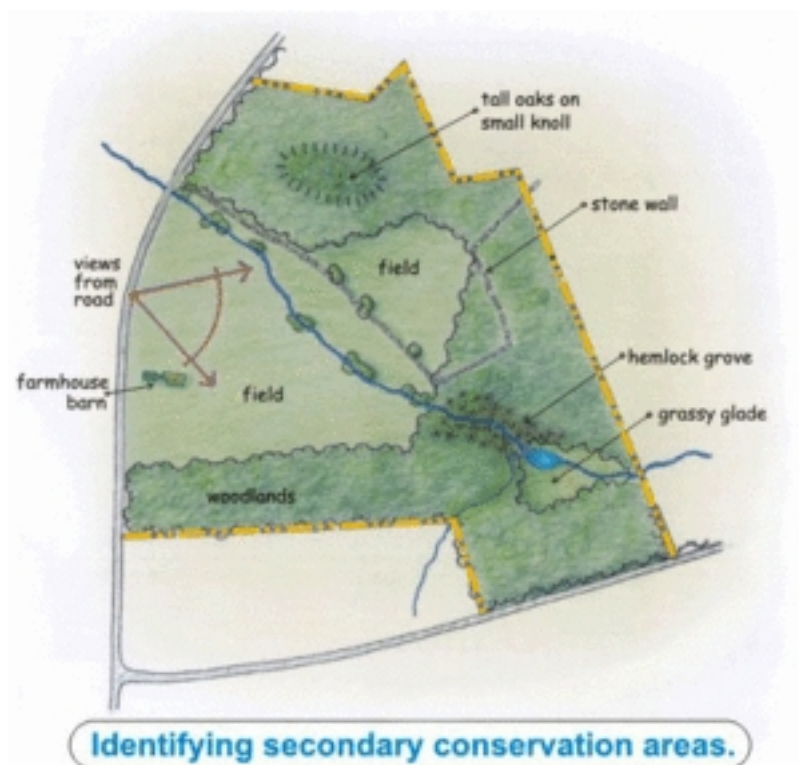 tall oaks on
small knoll
stone wall
views
from
road
field
hemlock grove
farmhouse
barn
field
grassy glade
woodlands
Identifying secondary conservation areas.